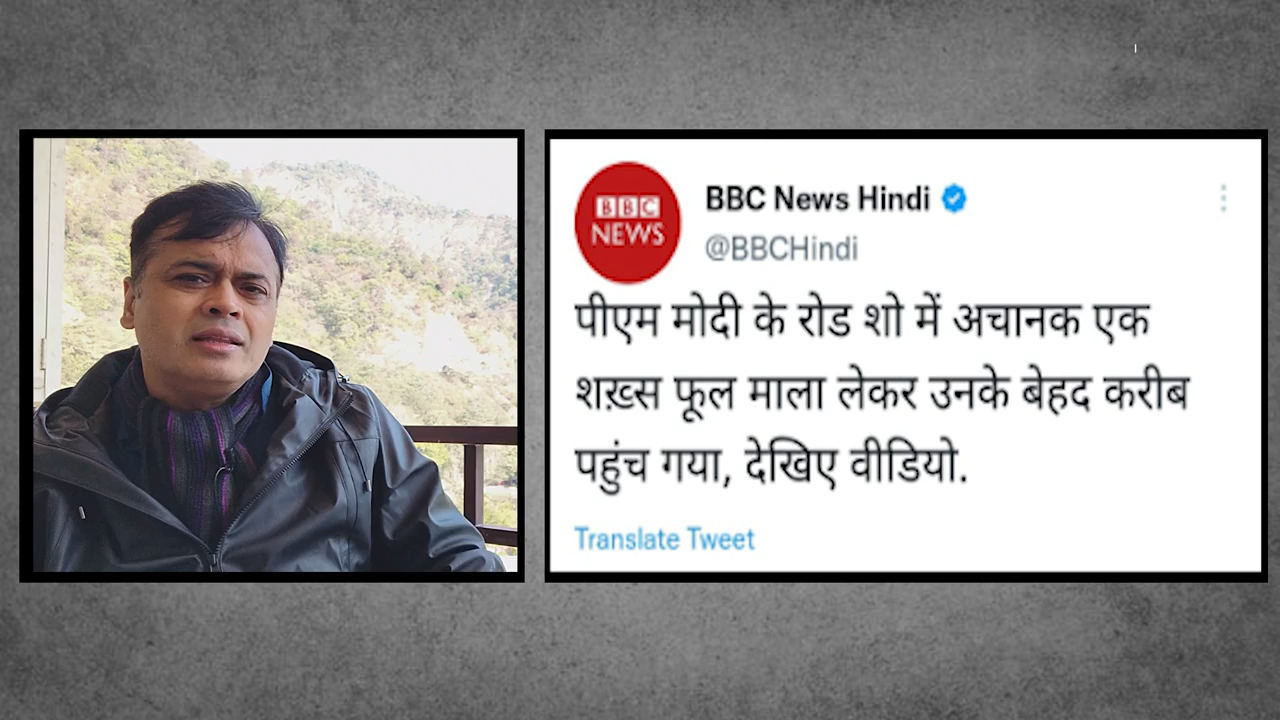 BBC
NEWS
BBC News Hindi
@BBCHindi
पीएम मोदी के रोड शो में अचानक एक
शख़्स फूल माला लेकर उनके बेहद करीब
पहुंच गया, देखिए वीडियो.
Translate Tweet